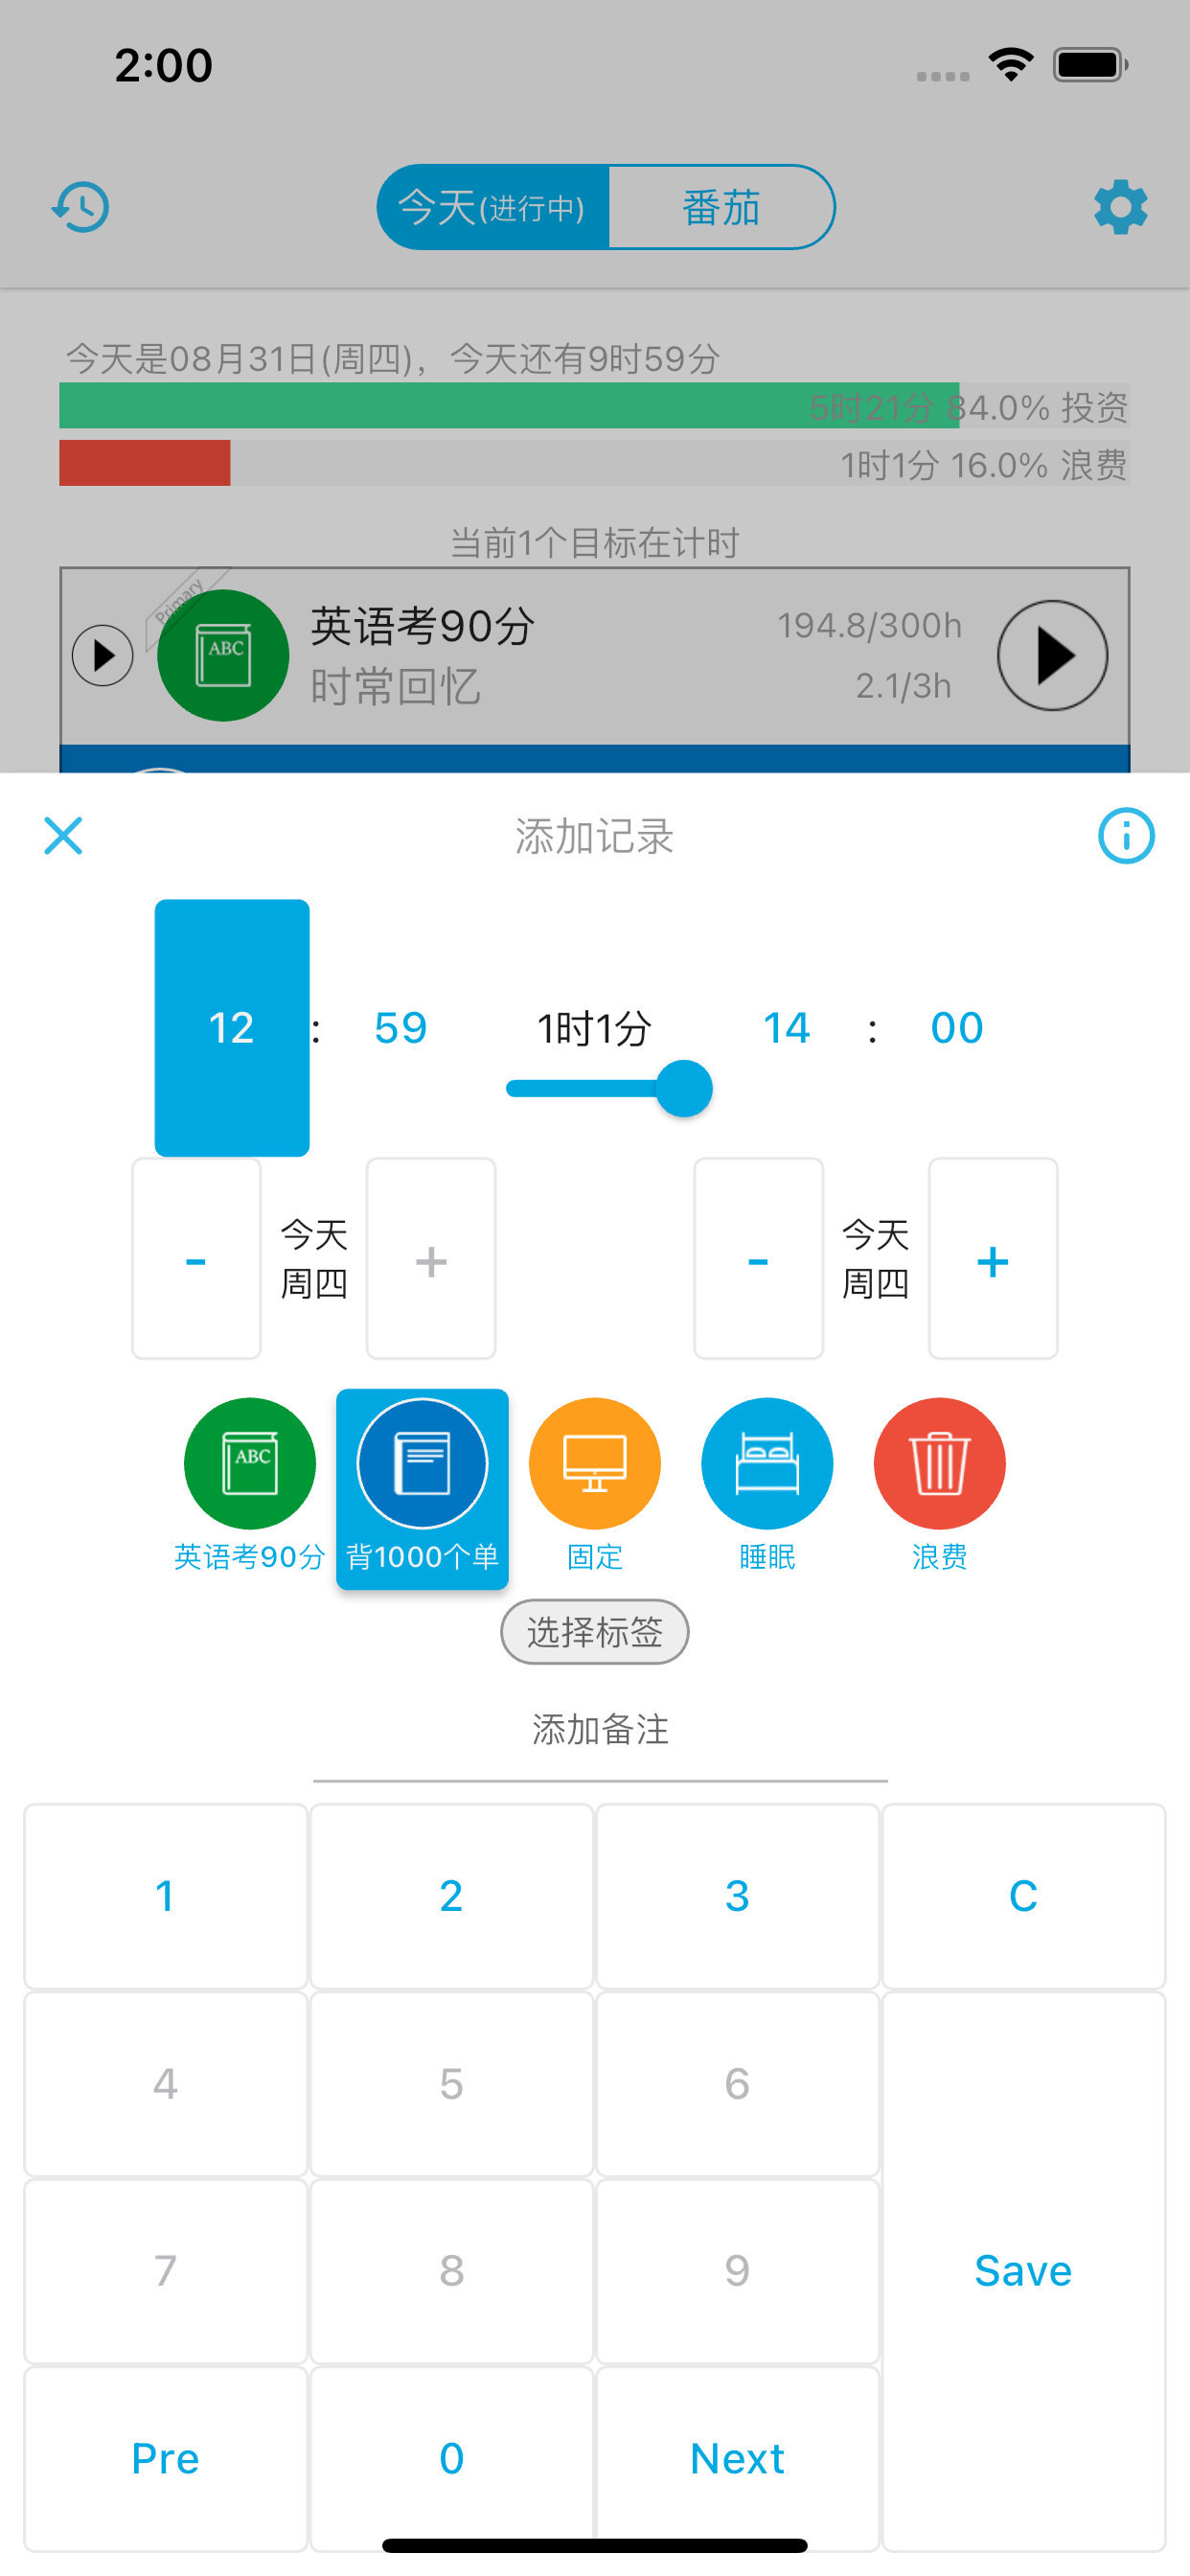 2:00
今天(进行中)
番茄
今天是08月31日(周四)，今天还有9时59分
5时21分 84.0% 投资
1时1分 16.0% 浪费
当前1个目标在计时
Primary
ABC
英语考90分
194.8/300h
时常回忆
2.1/3h
添加记录
12 : 59
1时1分
14 : 00
- 今天 +
周四
- 今天 +
周四
ABC
英语考90分
背1000个单
固定
睡眠
浪费
选择标签
添加备注
1 2 3 C
4 5 6
7 8 9 Save
Pre 0 Next